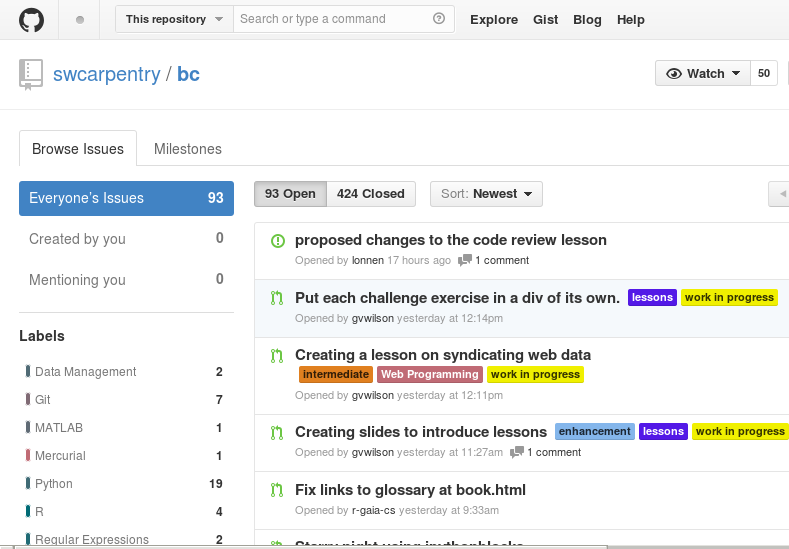 This repository Search or type a command Explore Gist Blog Help
swcarpentry / bc Watch 50
Browse Issues Milestones
Everyone's Issues 93
Created by you 0
Mentioning you 0
Labels
Data Management 2
Git 7
MATLAB 1
Mercurial 1
Python 19
R 4
Regular Expressions 2
93 Open 424 Closed Sort: Newest
proposed changes to the code review lesson
Opened by lonnen 17 hours ago 1 comment
Put each challenge exercise in a div of its own. lessons work in progress
Opened by gvwilson yesterday at 12:14pm
Creating a lesson on syndicating web data
intermediate Web Programming work in progress
Opened by gvwilson yesterday at 12:11pm
Creating slides to introduce lessons enhancement lessons work in progress
Opened by gvwilson yesterday at 11:27am 1 comment
Fix links to glossary at book.html
Opened by r-gaia-cs yesterday at 9:33am
Starry night using ipythonblocks